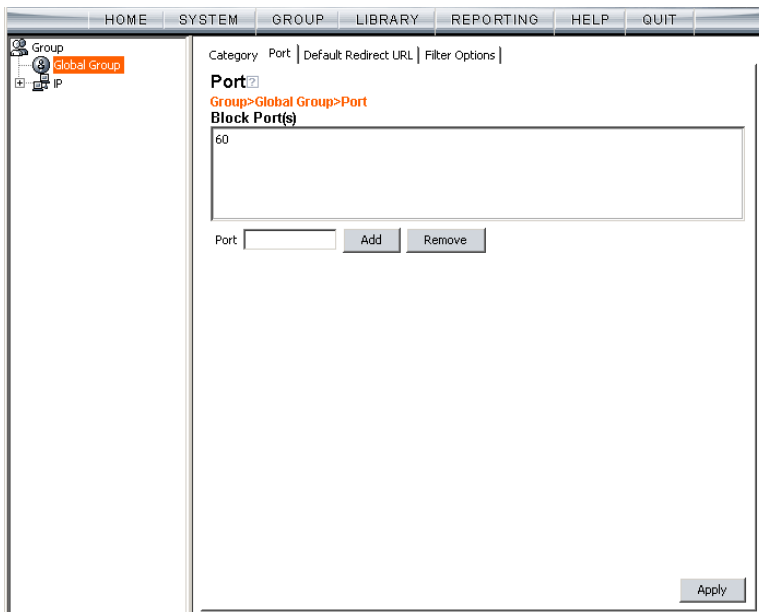 HOME SYSTEM GROUP LIBRARY REPORTING HELP QUIT
Group
Global Group
IP
Category Port Default Redirect URL Filter Options
Port?
Group>Global Group>Port
Block Port(s)
60
Port Add Remove
Apply